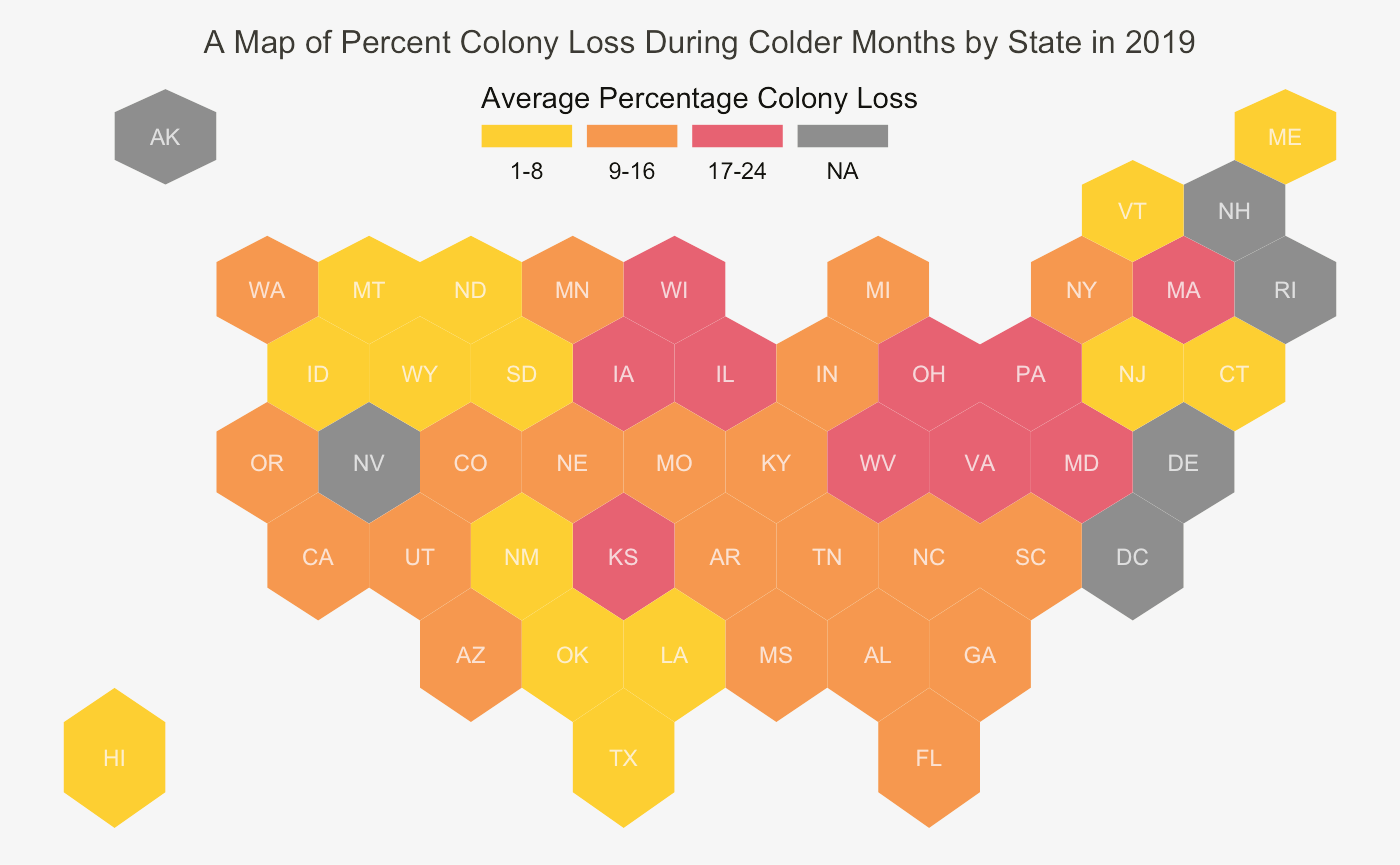 A Map of Percent Colony Loss During Colder Months by State in 2019
Average Percentage Colony Loss
1-8 9-16 17-24 NA
AK ME
VT NH
WA MT ND MN WI MI NY MA RI
ID WY SD IA IL IN OH PA NJ CT
OR NV CO NE MO KY WV VA MD DE
CA UT NM KS AR TN NC SC DC
AZ OK LA MS AL GA
HI TX FL